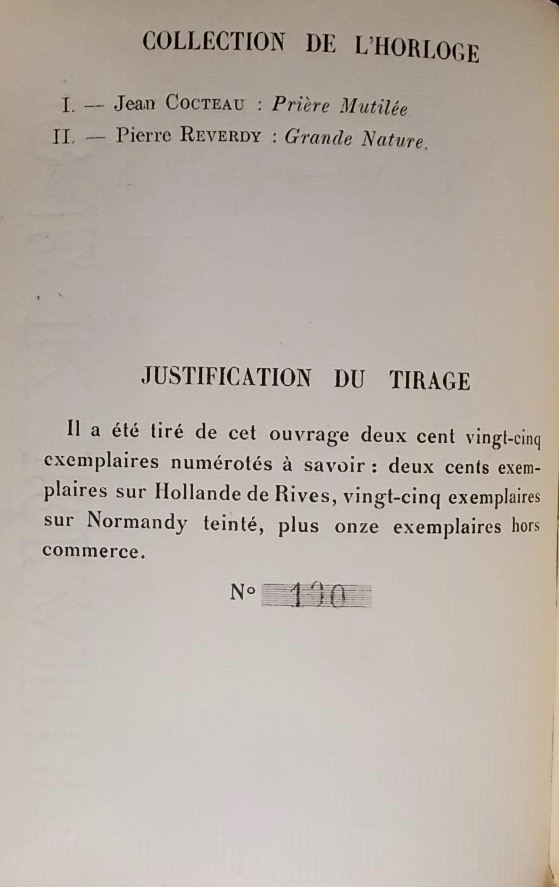 COLLECTION DE L'HORLOGE
I. — Jean COCTEAU : Prière Mutilée
II. — Pierre REVERDY : Grande Nature.
JUSTIFICATION DU TIRAGE
Il a été tiré de cet ouvrage deux cent vingt-cinq
exemplaires numérotés à savoir : deux cents exem-
plaires sur Hollande de Rives, vingt-cinq exemplaires
sur Normandy teinté, plus onze exemplaires hors
commerce.
Nº